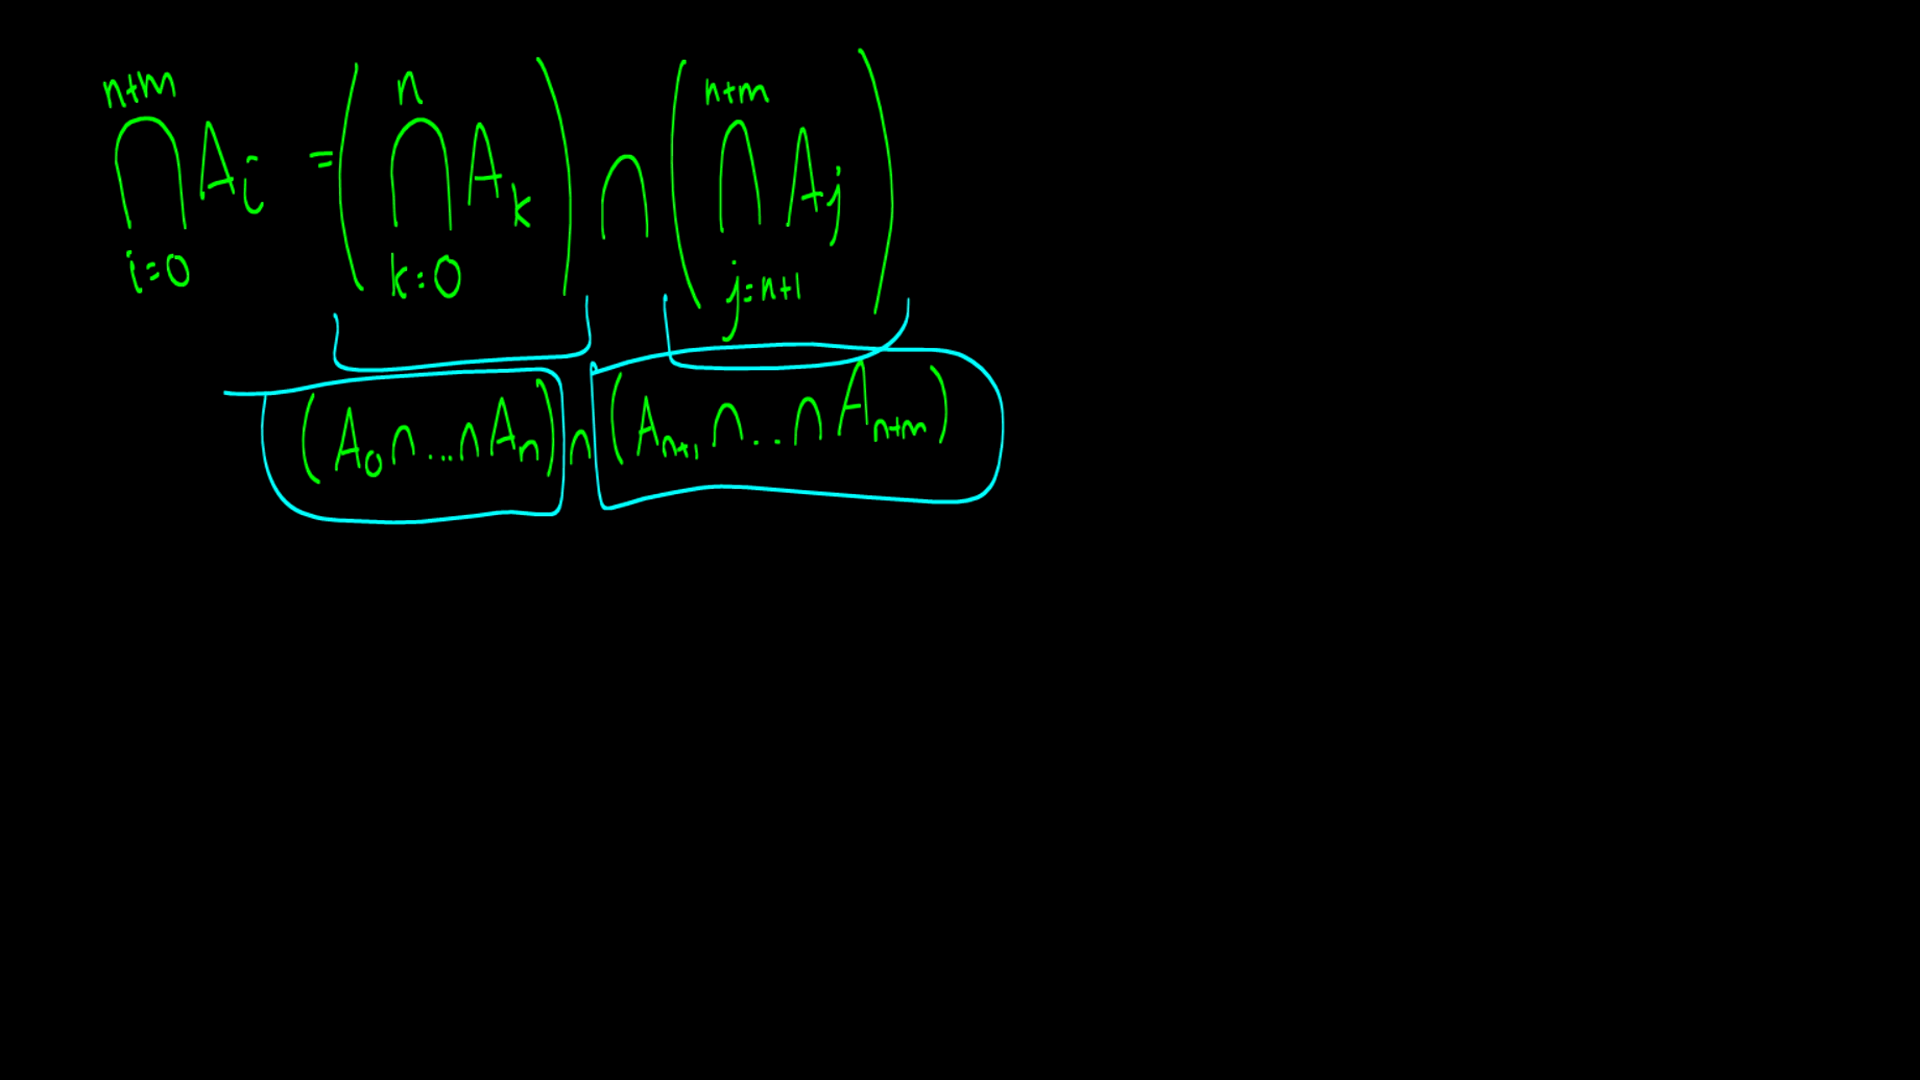 n+m n n+m
⋂ A_i = ( ⋂ A_k ) ∩ ( ⋂ A_j )
i=0 k=0 j=n+1
(A_0 ∩ ... ∩ A_n) ∩ (A_{n+1} ∩ .. ∩ A_{n+m})